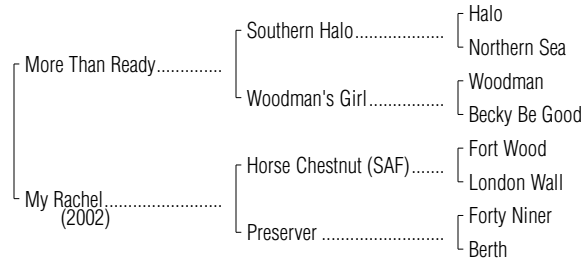 Halo
Southern Halo...................
Northern Sea
More Than Ready..............
Woodman
Woodman's Girl................
Becky Be Good
Fort Wood
Horse Chestnut (SAF).......
London Wall
My Rachel.........................
(2002)
Forty Niner
Preserver ..........................
Berth